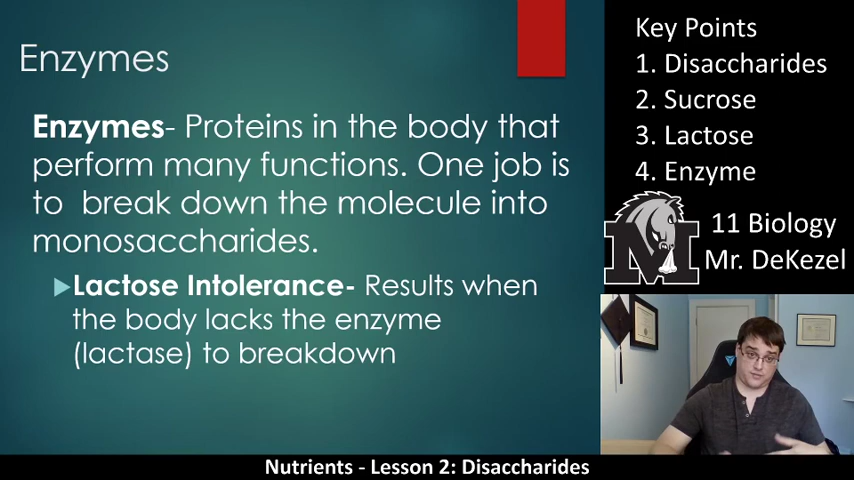 Enzymes
Enzymes- Proteins in the body that
perform many functions. One job is
to break down the molecule into
monosaccharides.
Lactose Intolerance- Results when
the body lacks the enzyme
(lactase) to breakdown
Key Points
1. Disaccharides
2. Sucrose
3. Lactose
4. Enzyme
M
11 Biology
Mr. DeKezel
Nutrients - Lesson 2: Disaccharides